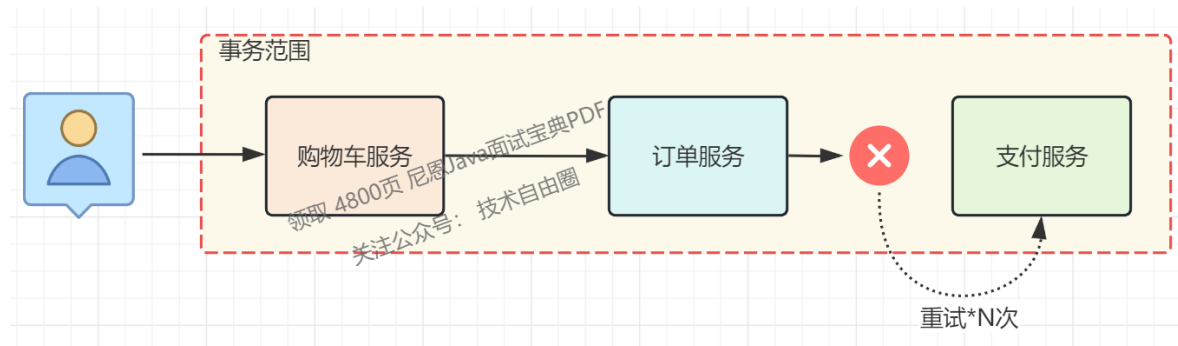 事务范围
购物车服务
订单服务
支付服务
领取 4800页 尼恩Java面试宝典PDF
关注公众号： 技术自由圈
重试*N次